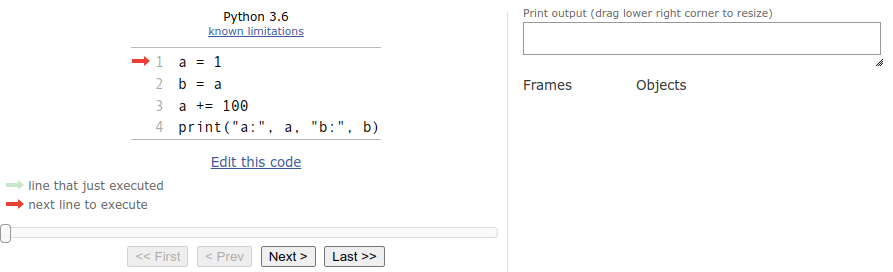 Python 3.6
known limitations
1 a = 1
2 b = a
3 a += 100
4 print("a:", a, "b:", b)
Edit this code
line that just executed
next line to execute
<< First < Prev Next > Last >>
Print output (drag lower right corner to resize)
Frames Objects